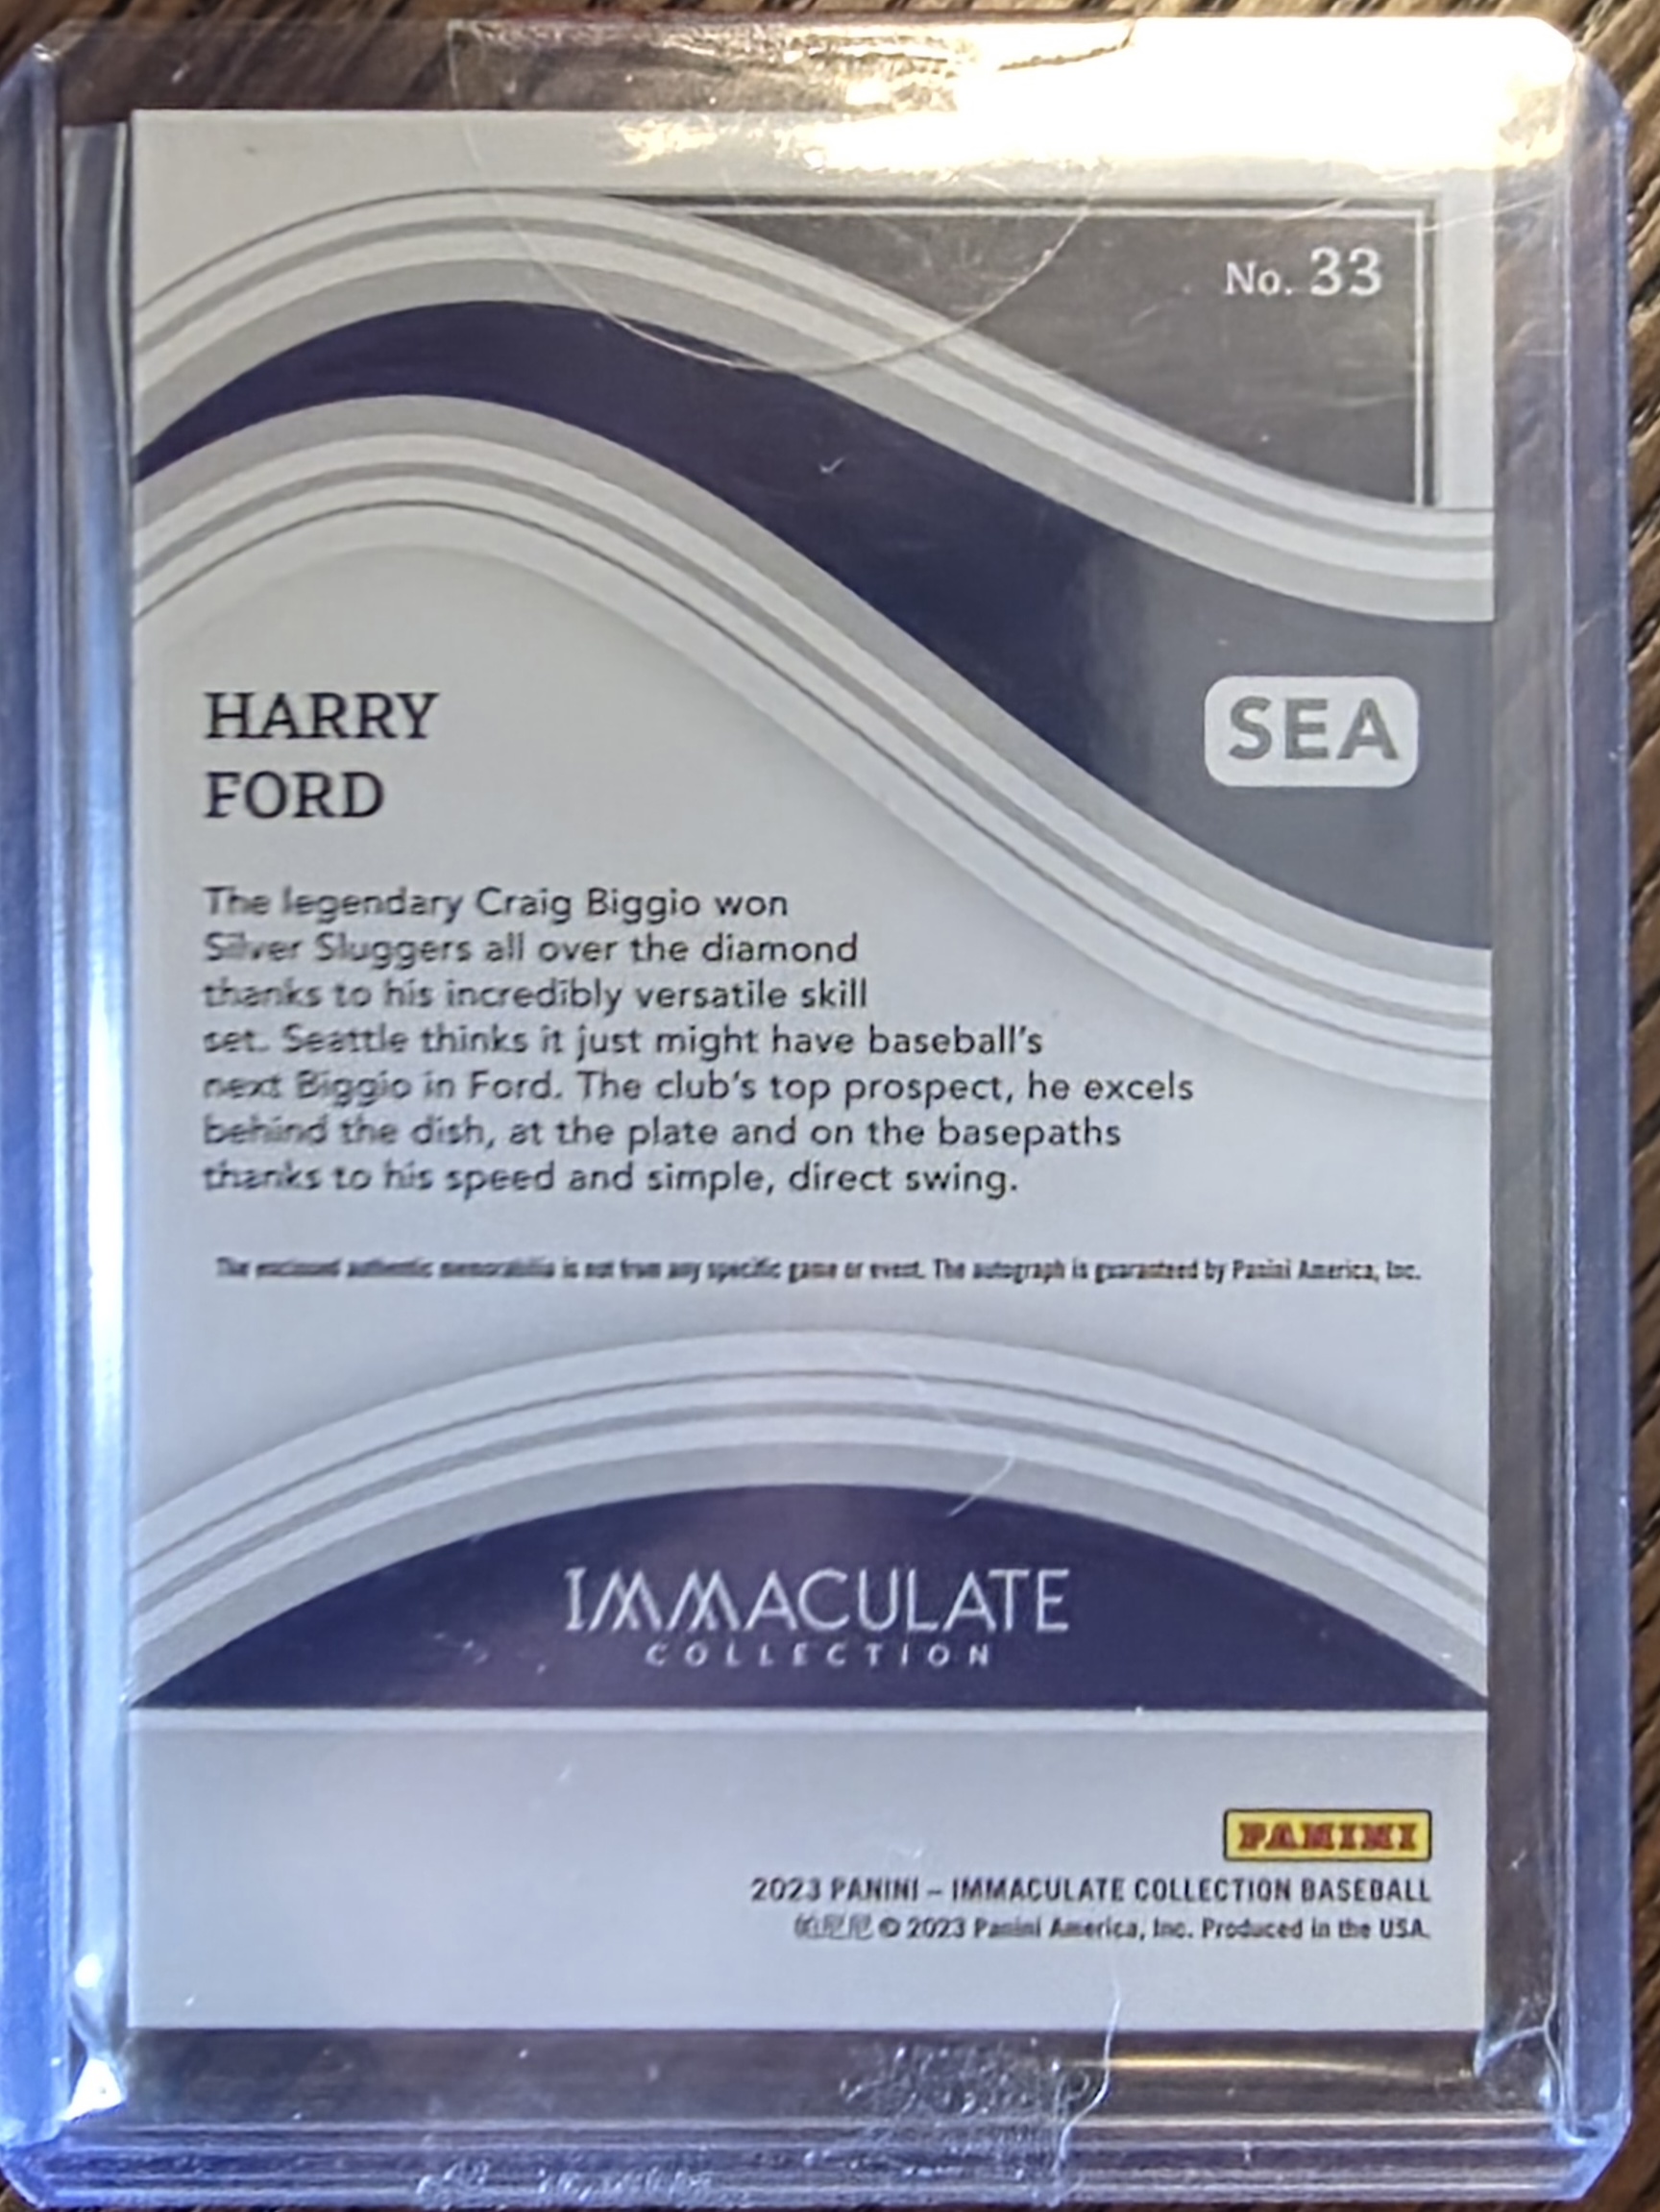 No. 33
SEA
HARRY
FORD
The legendary Craig Biggio won
Silver Sluggers all over the diamond
thanks to his incredibly versatile skill
set. Seattle thinks it just might have baseball's
next Biggio in Ford. The club's top prospect, he excels
behind the dish, at the plate and on the basepaths
thanks to his speed and simple, direct swing.
The enclosed authentic memorabilia is not from any specific game or event. The autograph is guaranteed by Panini America, Inc.
IMMACULATE
COLLECTION
PANINI
2023 PANINI – IMMACULATE COLLECTION BASEBALL
帕尼尼 © 2023 Panini America, Inc. Produced in the USA.